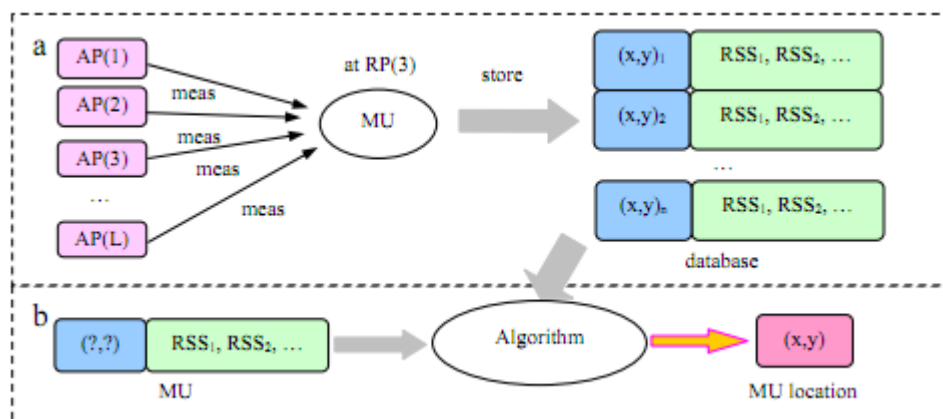 a
AP(1)
AP(2)
AP(3)
...
AP(L)
meas
meas
meas
meas
at RP(3)
MU
store
(x,y)₁ RSS₁, RSS₂, ...
(x,y)₂ RSS₁, RSS₂, ...
...
(x,y)ₙ RSS₁, RSS₂, ...
database
b
(?,?) RSS₁, RSS₂, ...
MU
Algorithm
(x,y)
MU location